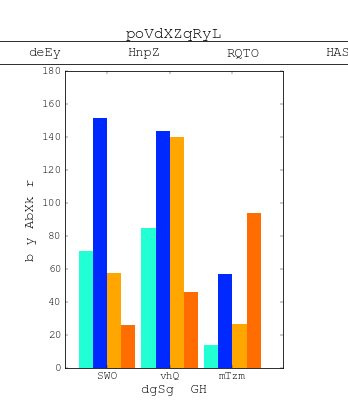 poVdXZqRyL
deEy HnpZ RQTO HAS
180
160
140
120
100
80
60
40
20
0
b y AbXk r
SWO vhQ mTzm
dgSg GH